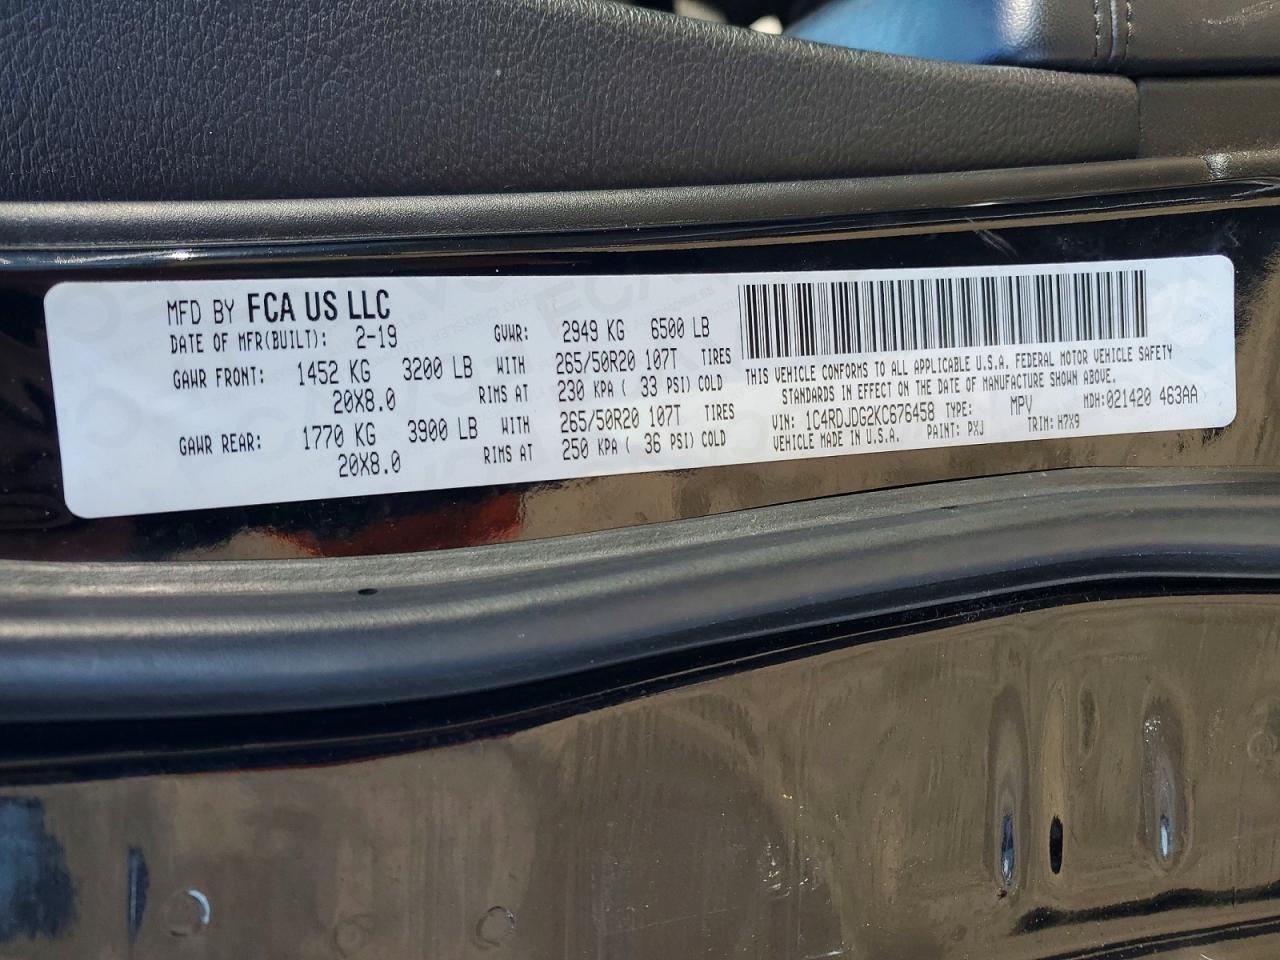 MFD BY FCA US LLC
DATE OF MFR(BUILT): 2-19 GVWR: 2949 KG 6500 LB
GAWR FRONT: 1452 KG 3200 LB WITH 265/50R20 107T TIRES
20X8.0 RIMS AT 230 KPA ( 33 PSI) COLD
GAWR REAR: 1770 KG 3900 LB WITH 265/50R20 107T TIRES
20X8.0 RIMS AT 250 KPA ( 36 PSI) COLD
THIS VEHICLE CONFORMS TO ALL APPLICABLE U.S.A. FEDERAL MOTOR VEHICLE SAFETY
STANDARDS IN EFFECT ON THE DATE OF MANUFACTURE SHOWN ABOVE.
VIN: 1C4RDJDG2KC676458 TYPE: MPV MDH:021420 463AA
VEHICLE MADE IN U.S.A. PAINT: PXJ TRIM: H7X9